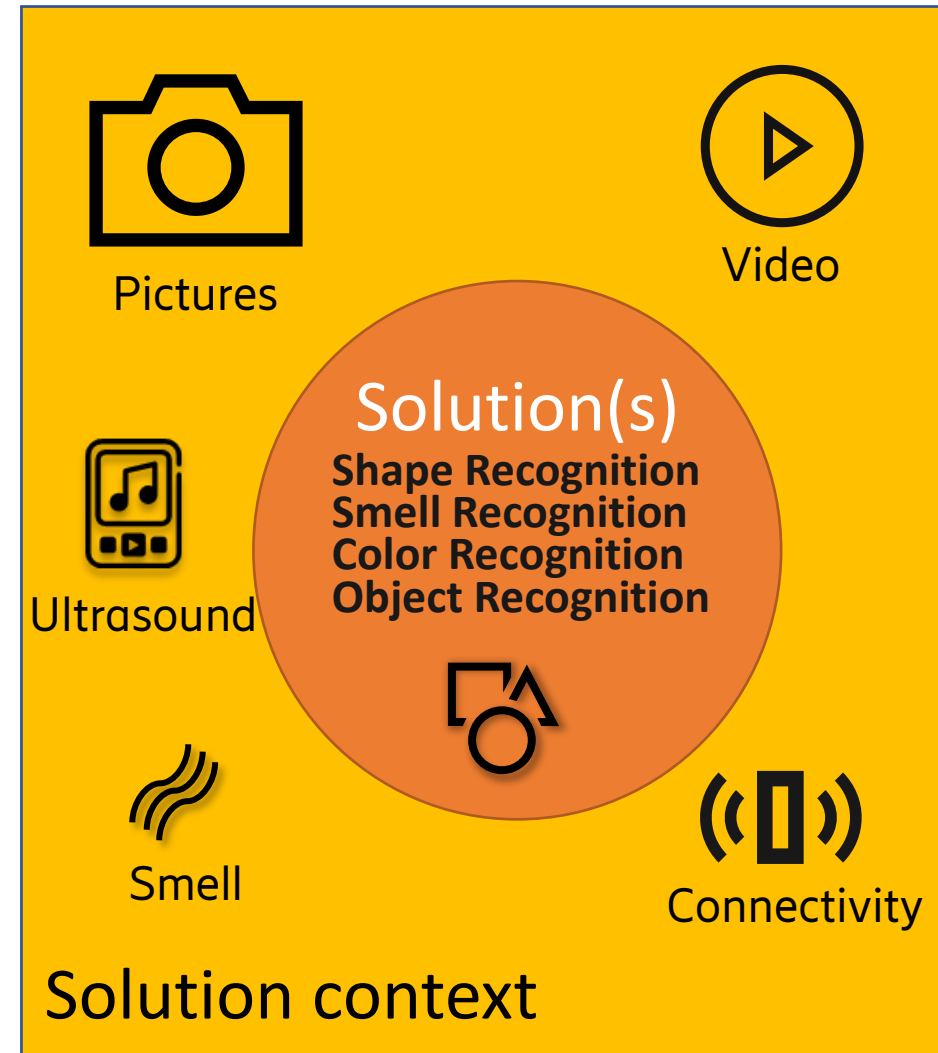 Pictures
Video
Solution(s)
Shape Recognition
Smell Recognition
Color Recognition
Object Recognition
Ultrasound
Smell
Connectivity
Solution context